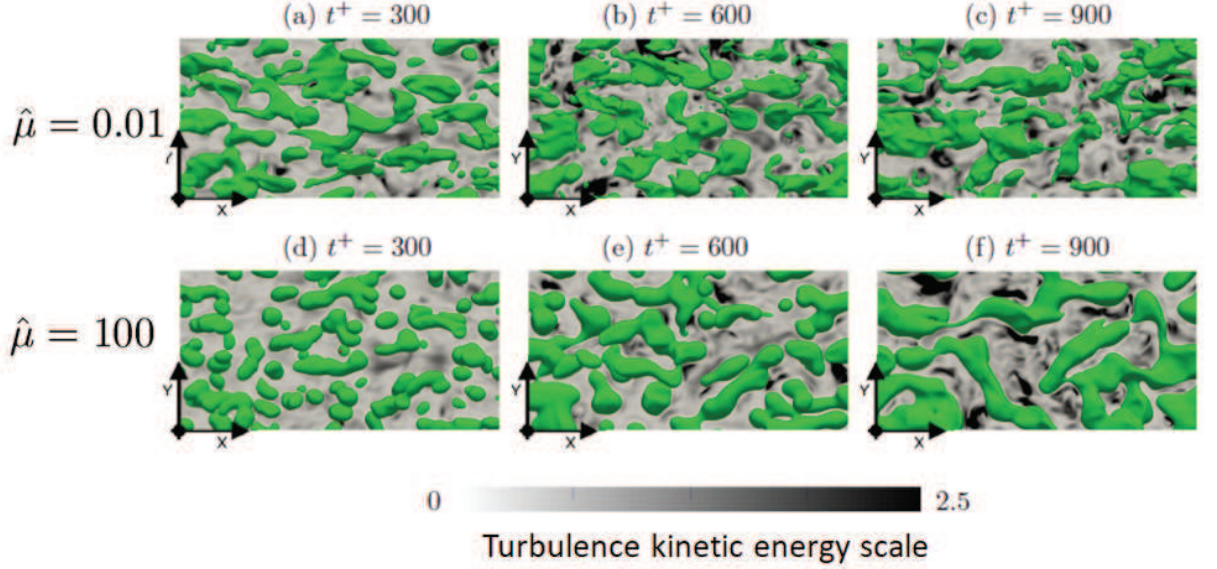 (a) t⁺ = 300 (b) t⁺ = 600 (c) t⁺ = 900
μ̂ = 0.01
Y Y
X X X
(d) t⁺ = 300 (e) t⁺ = 600 (f) t⁺ = 900
μ̂ = 100
Y Y Y
X X X
0 2.5
Turbulence kinetic energy scale